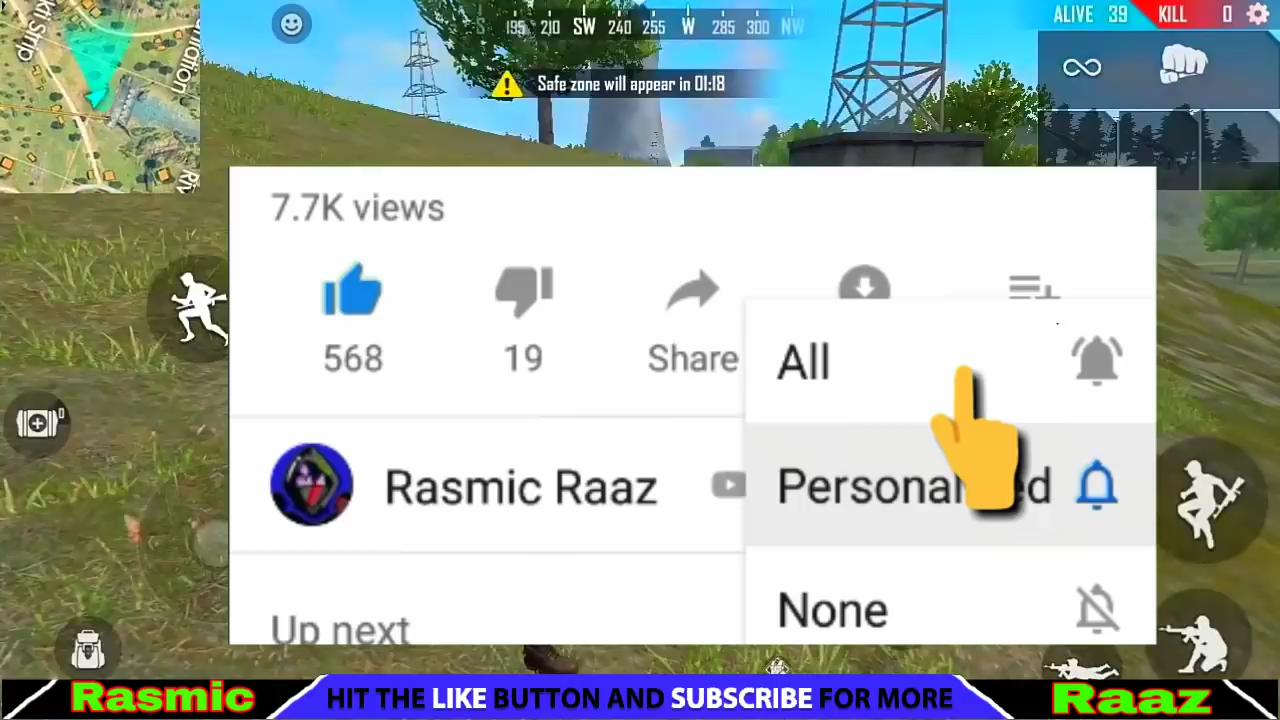 S 195 210 SW 240 255 W 285 300 NW
ALIVE 39 KILL 0
Safe zone will appear in 01:18
7.7K views
568
19
Share
All
Rasmic Raaz
None
Up next
0
Rasmic
HIT THE LIKE BUTTON AND SUBSCRIBE FOR MORE
Raaz